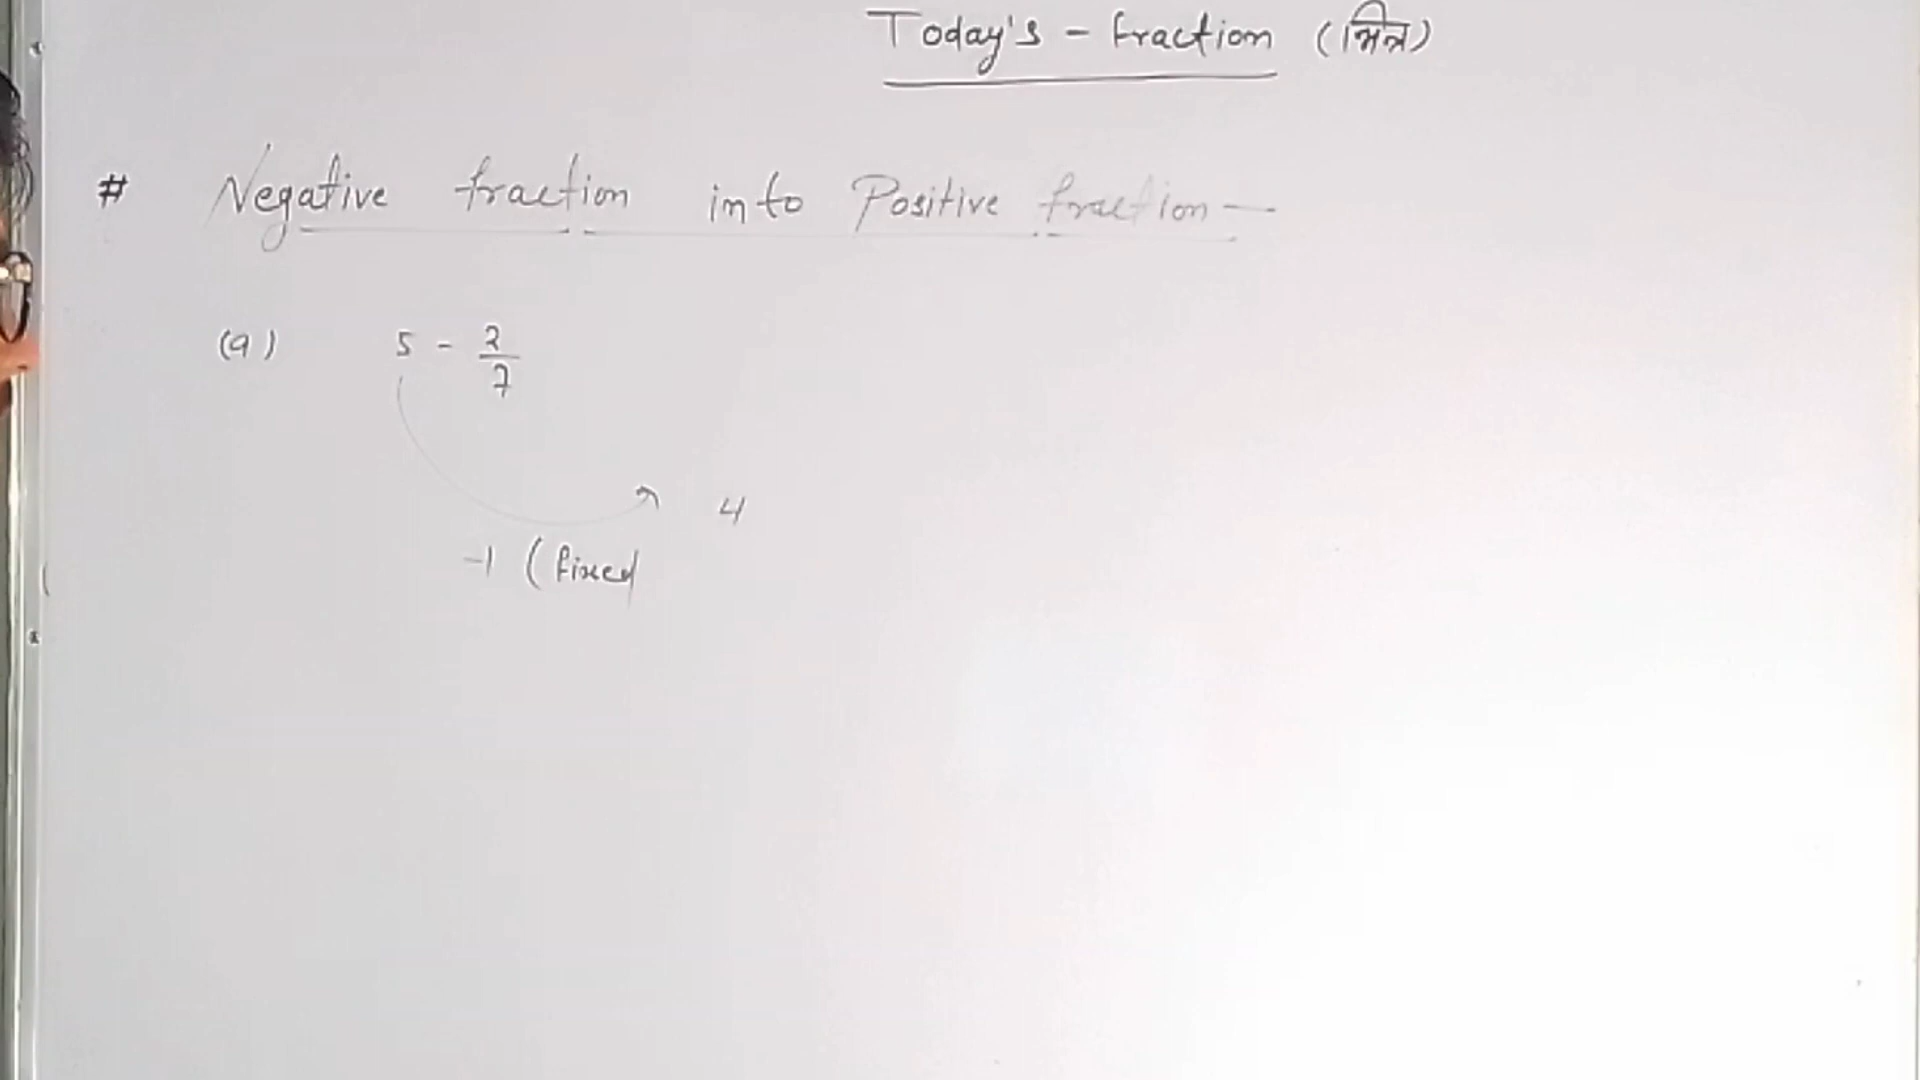 Today's - fraction (भिन्न)
# Negative fraction into Positive fraction —
(a) 5 - 2/7
4
-1 (fixed